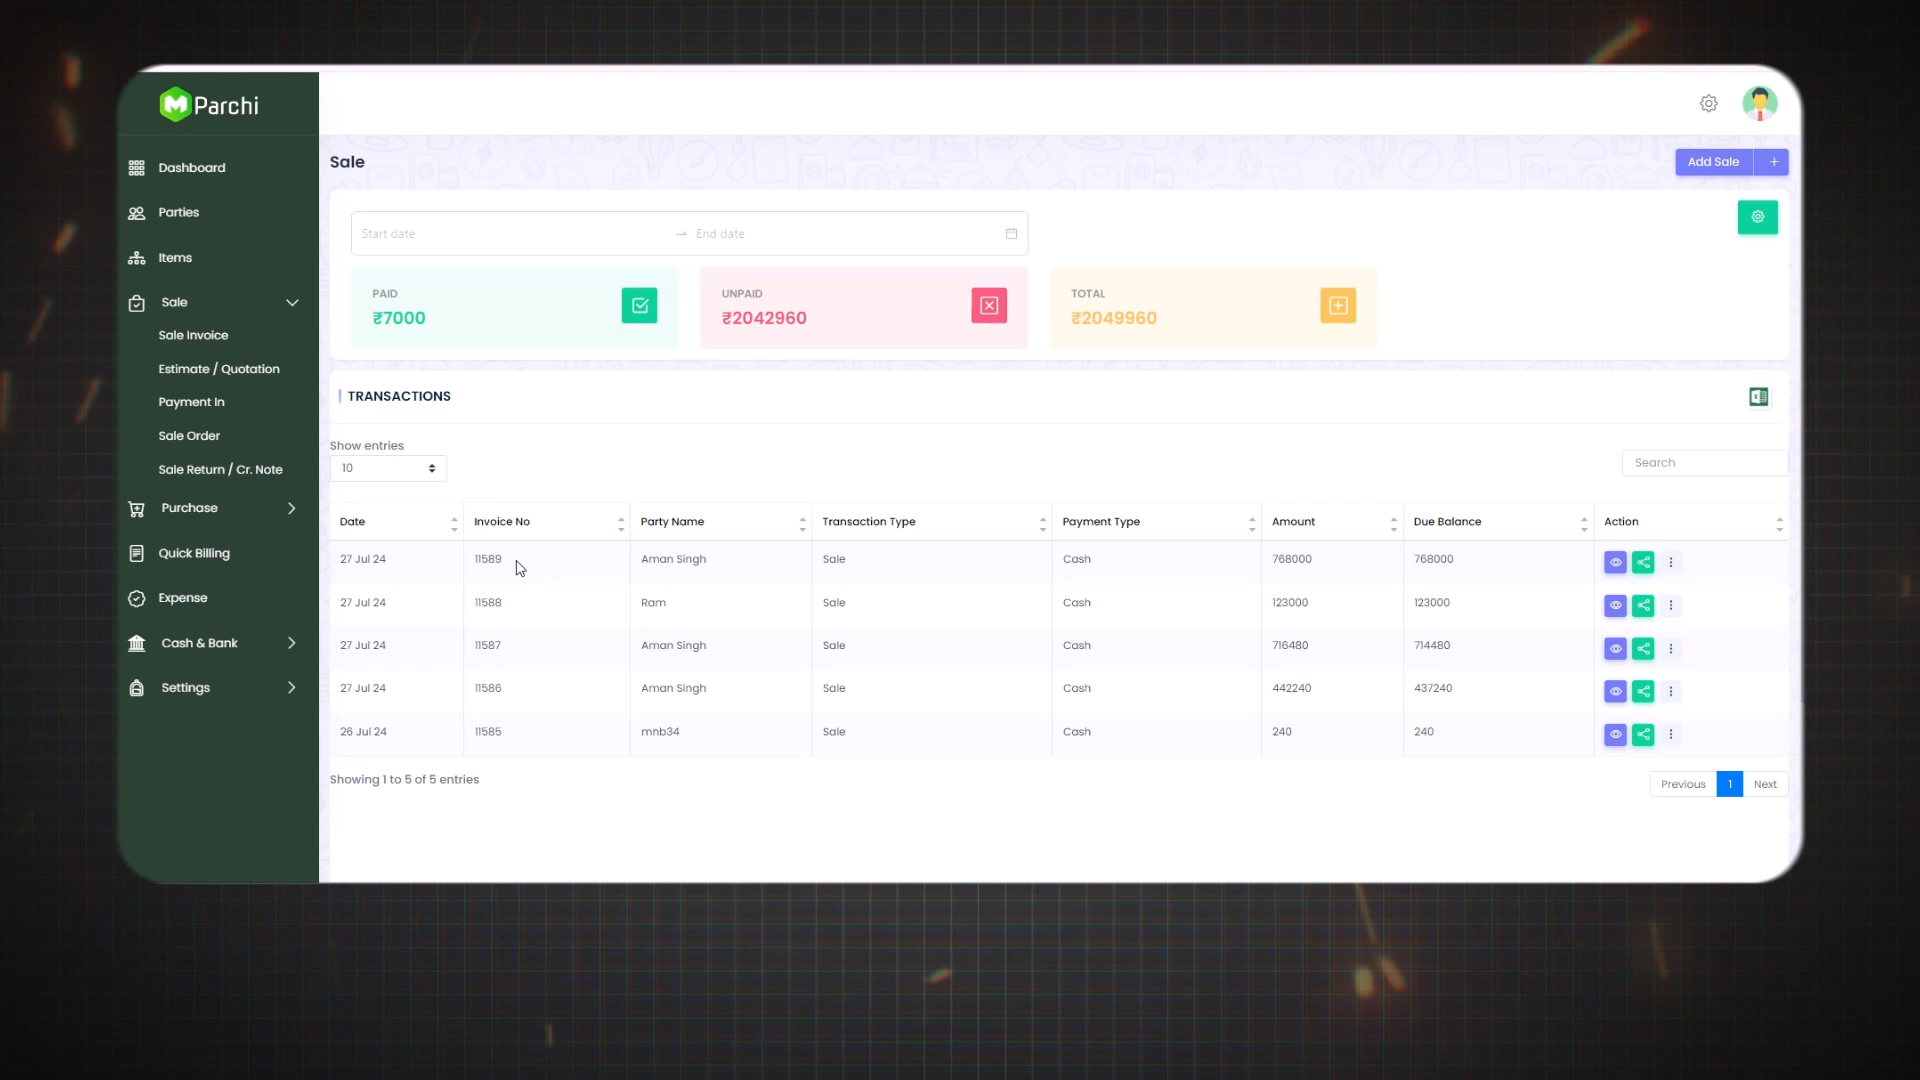 M Parchi
Dashboard
Parties
Items
Sale
Sale Invoice
Estimate / Quotation
Payment In
Sale Order
Sale Return / Cr. Note
Purchase
Quick Billing
Expense
Cash & Bank
Settings
Sale
Add Sale +
Start date → End date
PAID
₹7000
UNPAID
₹2042960
TOTAL
₹2049960
TRANSACTIONS
Show entries
10
Search
Date Invoice No Party Name Transaction Type Payment Type Amount Due Balance Action
27 Jul 24 11589 Aman Singh Sale Cash 768000 768000
27 Jul 24 11588 Ram Sale Cash 123000 123000
27 Jul 24 11587 Aman Singh Sale Cash 716480 714480
27 Jul 24 11586 Aman Singh Sale Cash 442240 437240
26 Jul 24 11585 mnb34 Sale Cash 240 240
Showing 1 to 5 of 5 entries
Previous 1 Next